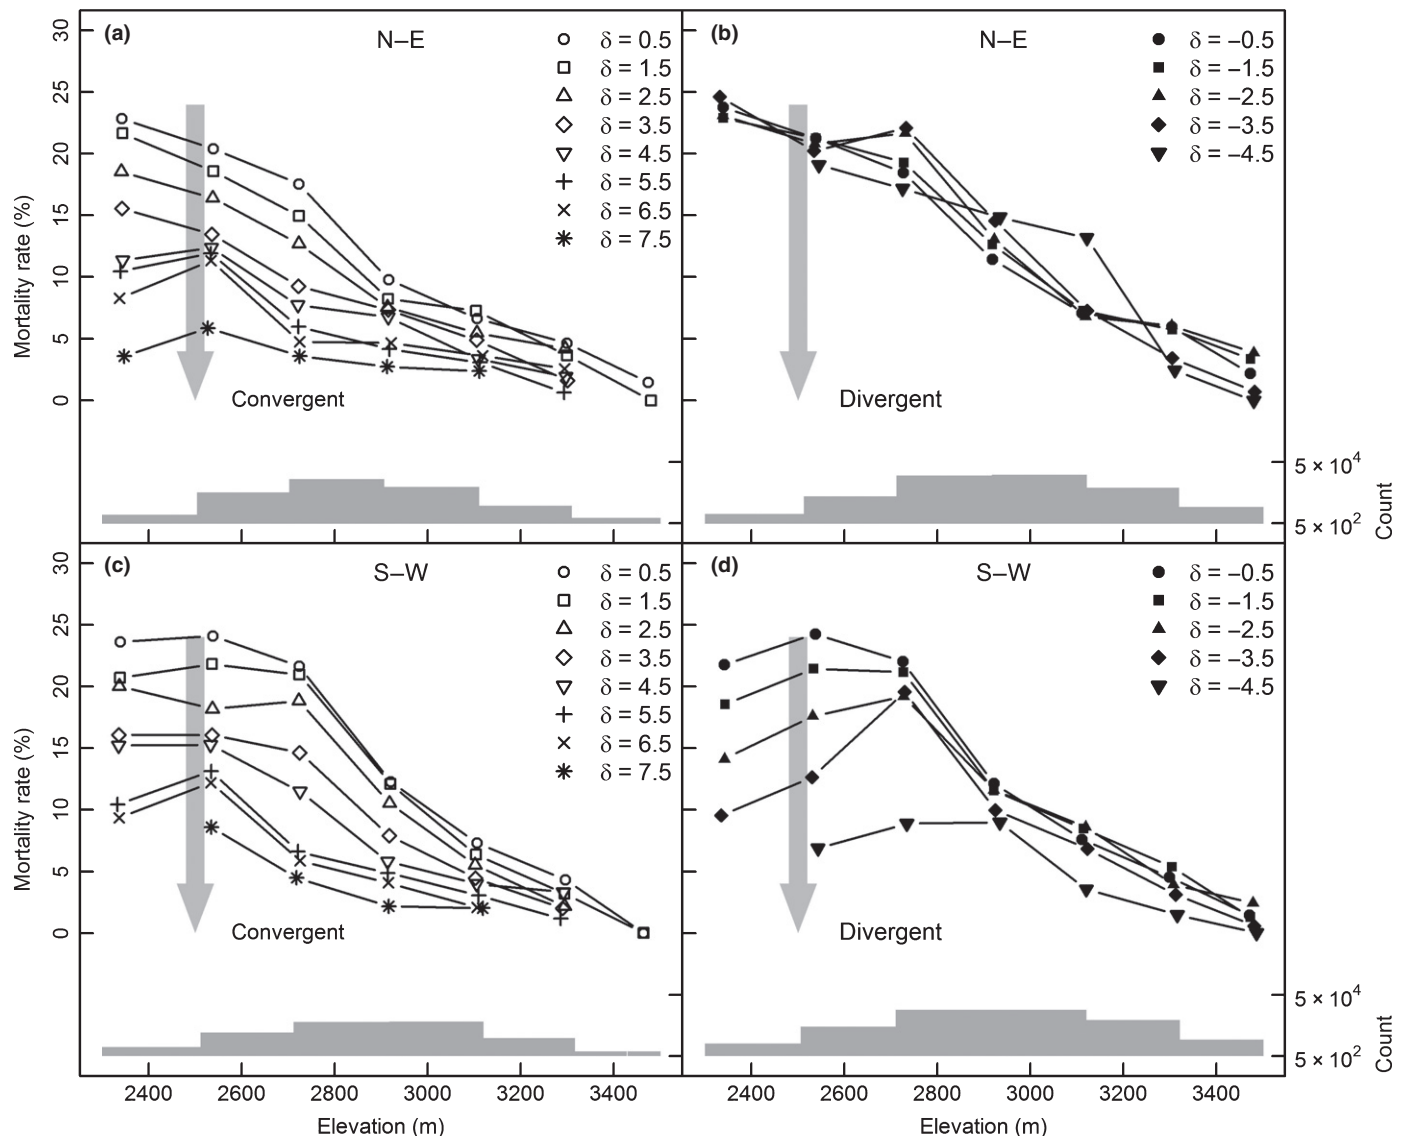 (a)
N–E
δ = 0.5
δ = 1.5
δ = 2.5
δ = 3.5
δ = 4.5
δ = 5.5
δ = 6.5
δ = 7.5
Convergent
30
25
20
15
10
5
0
Mortality rate (%)
(b)
N–E
δ = −0.5
δ = −1.5
δ = −2.5
δ = −3.5
δ = −4.5
Divergent
5 × 10⁴
5 × 10²
Count
(c)
S–W
δ = 0.5
δ = 1.5
δ = 2.5
δ = 3.5
δ = 4.5
δ = 5.5
δ = 6.5
δ = 7.5
Convergent
30
25
20
15
10
5
0
Mortality rate (%)
2400 2600 2800 3000 3200 3400
Elevation (m)
(d)
S–W
δ = −0.5
δ = −1.5
δ = −2.5
δ = −3.5
δ = −4.5
Divergent
5 × 10⁴
5 × 10²
Count
2400 2600 2800 3000 3200 3400
Elevation (m)